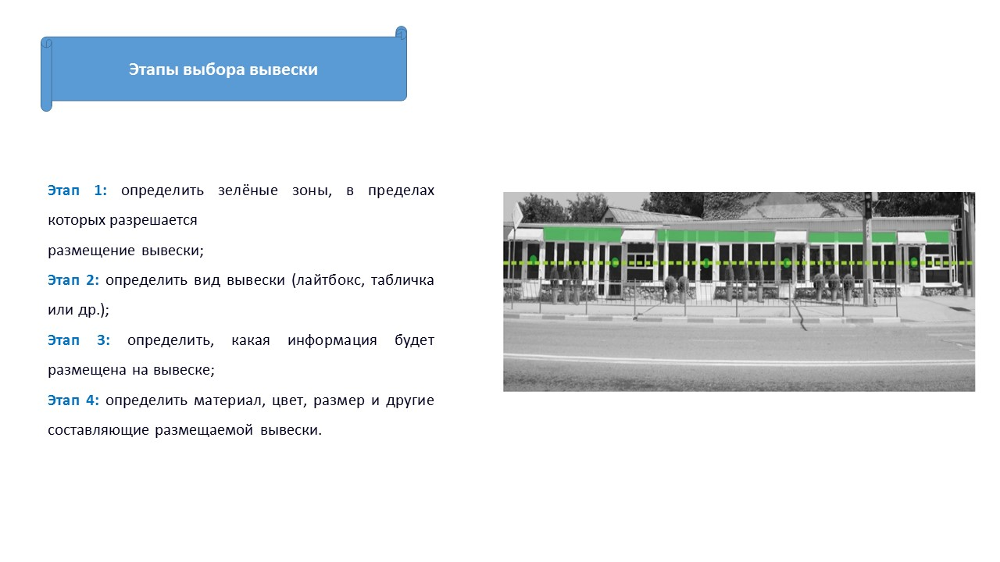 Этапы выбора вывески
Этап 1: определить зелёные зоны, в пределах
которых разрешается
размещение вывески;
Этап 2: определить вид вывески (лайтбокс, табличка
или др.);
Этап 3: определить, какая информация будет
размещена на вывеске;
Этап 4: определить материал, цвет, размер и другие
составляющие размещаемой вывески.